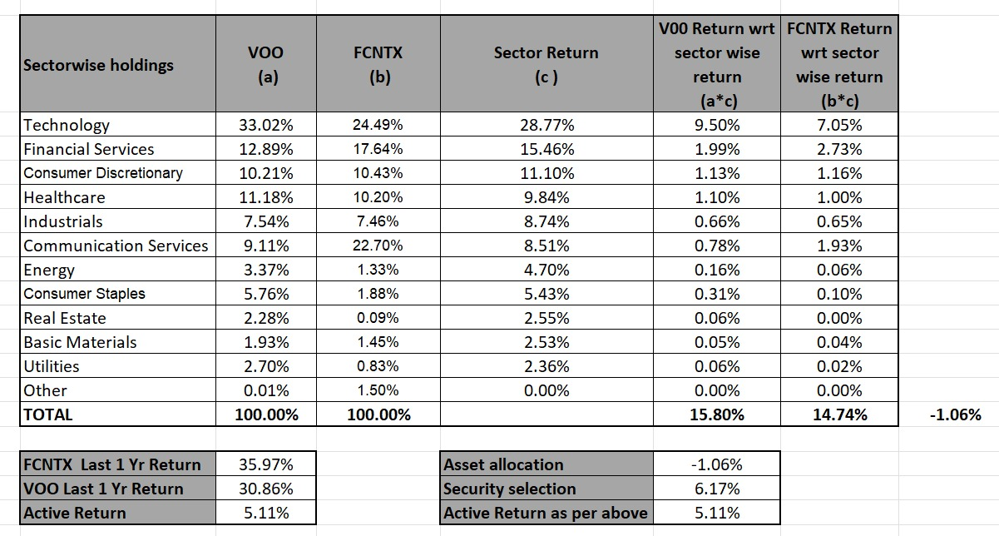 Sectorwise holdings VOO (a) FCNTX (b) Sector Return (c ) V00 Return wrt sector wise return (a*c) FCNTX Return wrt sector wise return (b*c)
Technology 33.02% 24.49% 28.77% 9.50% 7.05%
Financial Services 12.89% 17.64% 15.46% 1.99% 2.73%
Consumer Discretionary 10.21% 10.43% 11.10% 1.13% 1.16%
Healthcare 11.18% 10.20% 9.84% 1.10% 1.00%
Industrials 7.54% 7.46% 8.74% 0.66% 0.65%
Communication Services 9.11% 22.70% 8.51% 0.78% 1.93%
Energy 3.37% 1.33% 4.70% 0.16% 0.06%
Consumer Staples 5.76% 1.88% 5.43% 0.31% 0.10%
Real Estate 2.28% 0.09% 2.55% 0.06% 0.00%
Basic Materials 1.93% 1.45% 2.53% 0.05% 0.04%
Utilities 2.70% 0.83% 2.36% 0.06% 0.02%
Other 0.01% 1.50% 0.00% 0.00% 0.00%
TOTAL 100.00% 100.00% 15.80% 14.74% -1.06%
FCNTX Last 1 Yr Return 35.97% Asset allocation -1.06%
VOO Last 1 Yr Return 30.86% Security selection 6.17%
Active Return 5.11% Active Return as per above 5.11%